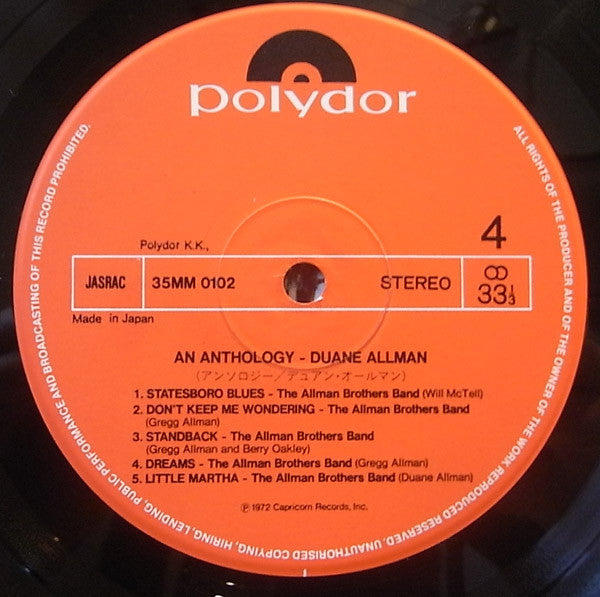 polydor
Polydor K.K.,
4
JASRAC
35MM 0102
STEREO
33⅓
Made in Japan
AN ANTHOLOGY - DUANE ALLMAN
(アンソロジー/デュアン・オールマン)
1. STATESBORO BLUES - The Allman Brothers Band (Will McTell)
2. DON'T KEEP ME WONDERING - The Allman Brothers Band
(Gregg Allman)
3. STANDBACK - The Allman Brothers Band
(Gregg Allman and Berry Oakley)
4. DREAMS - The Allman Brothers Band (Gregg Allman)
5. LITTLE MARTHA - The Allman Brothers Band (Duane Allman)
Ⓟ1972 Capricorn Records, Inc.
ALL RIGHTS OF THE PRODUCER AND OF THE OWNER OF THE WORK REPRODUCED RESERVED. UNAUTHORISED COPYING, HIRING, LENDING, PUBLIC PERFORMANCE AND BROADCASTING OF THIS RECORD PROHIBITED.